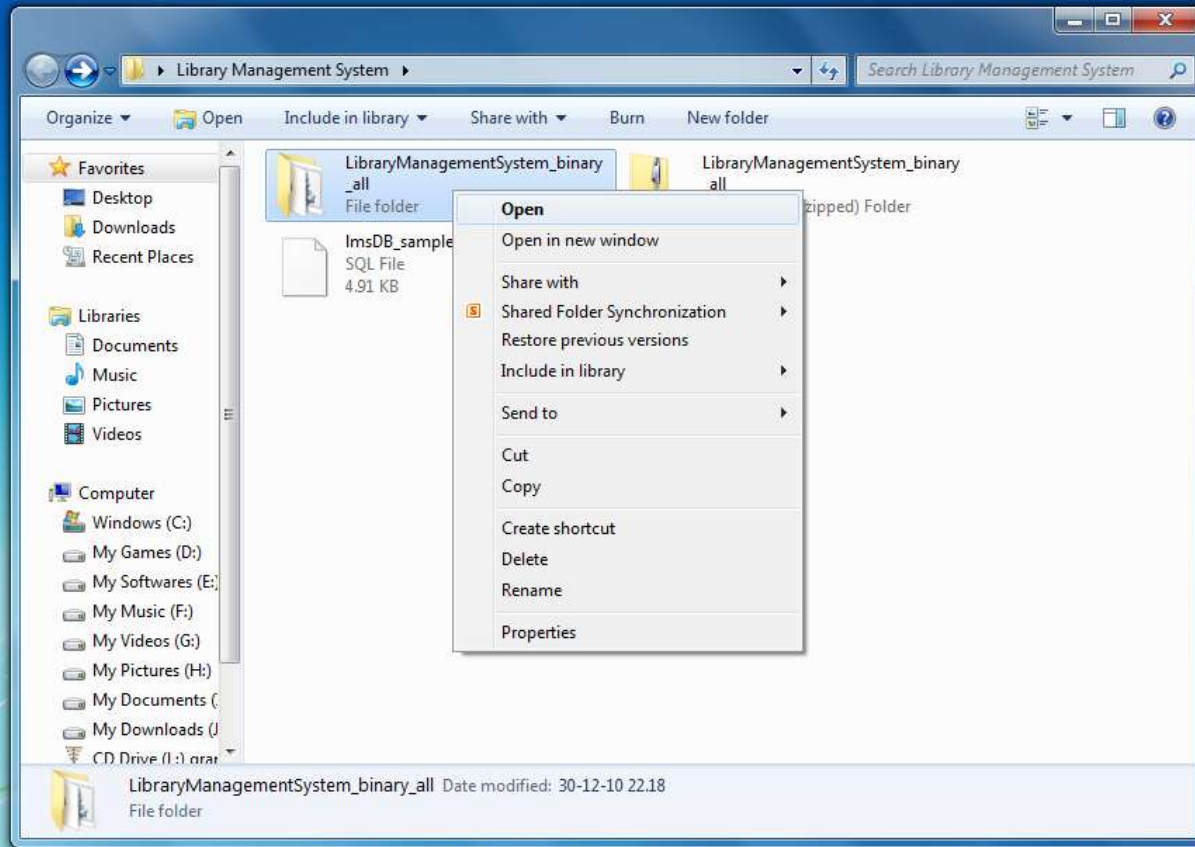 Library Management System
Search Library Management System
Organize Open Include in library Share with Burn New folder
Favorites
Desktop
Downloads
Recent Places
Libraries
Documents
Music
Pictures
Videos
Computer
Windows (C:)
My Games (D:)
My Softwares (E:)
My Music (F:)
My Videos (G:)
My Pictures (H:)
My Documents (
My Downloads (J
CD Drive (L:) gra
LibraryManagementSystem_binary
_all
File folder
LibraryManagementSystem_binary
_all
zipped) Folder
lmsDB_sample
SQL File
4.91 KB
Open
Open in new window
Share with
S
Shared Folder Synchronization
Restore previous versions
Include in library
Send to
Cut
Copy
Create shortcut
Delete
Rename
Properties
LibraryManagementSystem_binary_all Date modified: 30-12-10 22.18
File folder